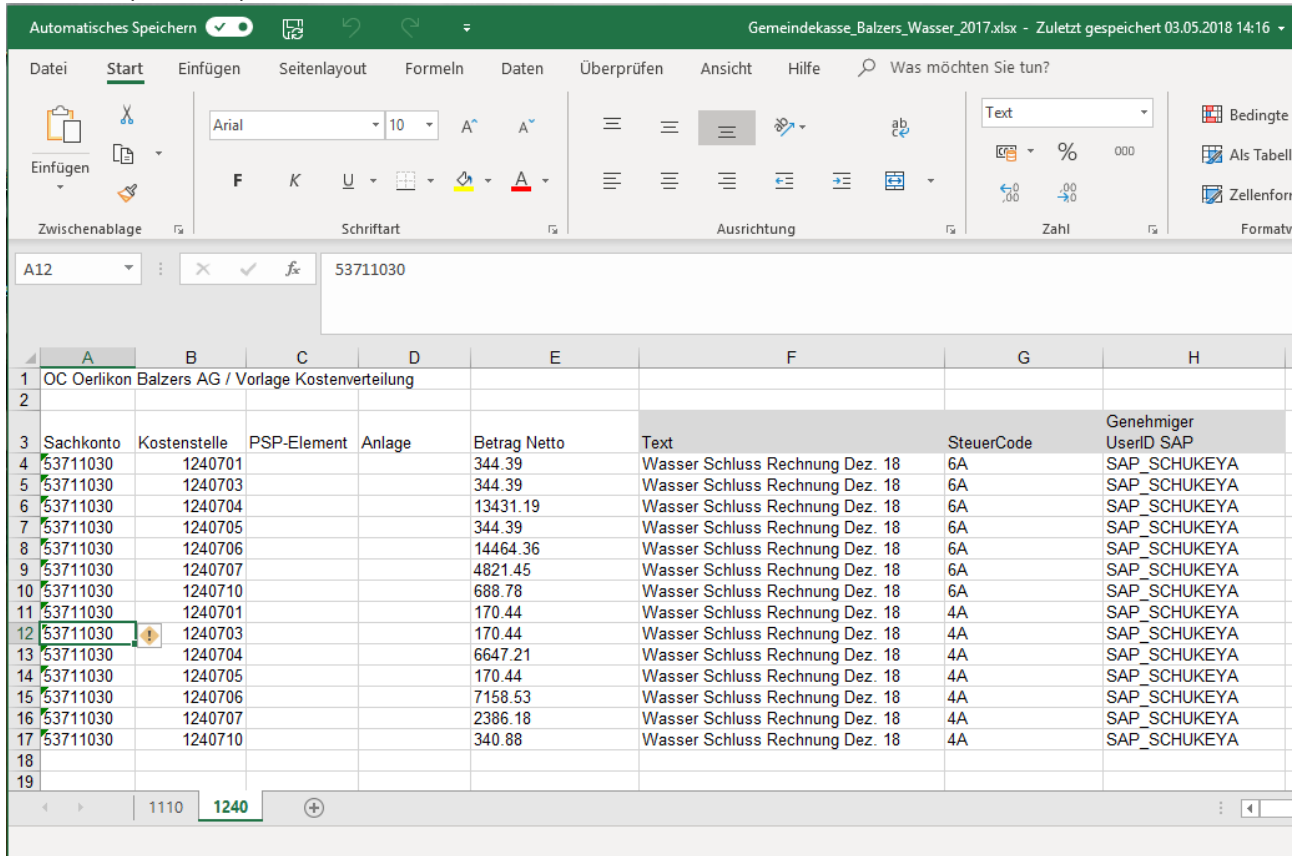 Automatisches Speichern
Gemeindekasse_Balzers_Wasser_2017.xlsx - Zuletzt gespeichert 03.05.2018 14:16
Datei Start Einfügen Seitenlayout Formeln Daten Überprüfen Ansicht Hilfe Was möchten Sie tun?
Einfügen
Arial 10 A A
F K U A
ab
Text
% 000
Bedingte
Als Tabell
Zellenfor
Zwischenablage Schriftart Ausrichtung Zahl Formatv
A12 fx 53711030
A B C D E F G H
1 OC Oerlikon Balzers AG / Vorlage Kostenverteilung
2
3 Sachkonto Kostenstelle PSP-Element Anlage Betrag Netto Text SteuerCode Genehmiger
UserID SAP
4 53711030 1240701 344.39 Wasser Schluss Rechnung Dez. 18 6A SAP_SCHUKEYA
5 53711030 1240703 344.39 Wasser Schluss Rechnung Dez. 18 6A SAP_SCHUKEYA
6 53711030 1240704 13431.19 Wasser Schluss Rechnung Dez. 18 6A SAP_SCHUKEYA
7 53711030 1240705 344.39 Wasser Schluss Rechnung Dez. 18 6A SAP_SCHUKEYA
8 53711030 1240706 14464.36 Wasser Schluss Rechnung Dez. 18 6A SAP_SCHUKEYA
9 53711030 1240707 4821.45 Wasser Schluss Rechnung Dez. 18 6A SAP_SCHUKEYA
10 53711030 1240710 688.78 Wasser Schluss Rechnung Dez. 18 6A SAP_SCHUKEYA
11 53711030 1240701 170.44 Wasser Schluss Rechnung Dez. 18 4A SAP_SCHUKEYA
12 53711030 1240703 170.44 Wasser Schluss Rechnung Dez. 18 4A SAP_SCHUKEYA
13 53711030 1240704 6647.21 Wasser Schluss Rechnung Dez. 18 4A SAP_SCHUKEYA
14 53711030 1240705 170.44 Wasser Schluss Rechnung Dez. 18 4A SAP_SCHUKEYA
15 53711030 1240706 7158.53 Wasser Schluss Rechnung Dez. 18 4A SAP_SCHUKEYA
16 53711030 1240707 2386.18 Wasser Schluss Rechnung Dez. 18 4A SAP_SCHUKEYA
17 53711030 1240710 340.88 Wasser Schluss Rechnung Dez. 18 4A SAP_SCHUKEYA
18
19
1110 1240